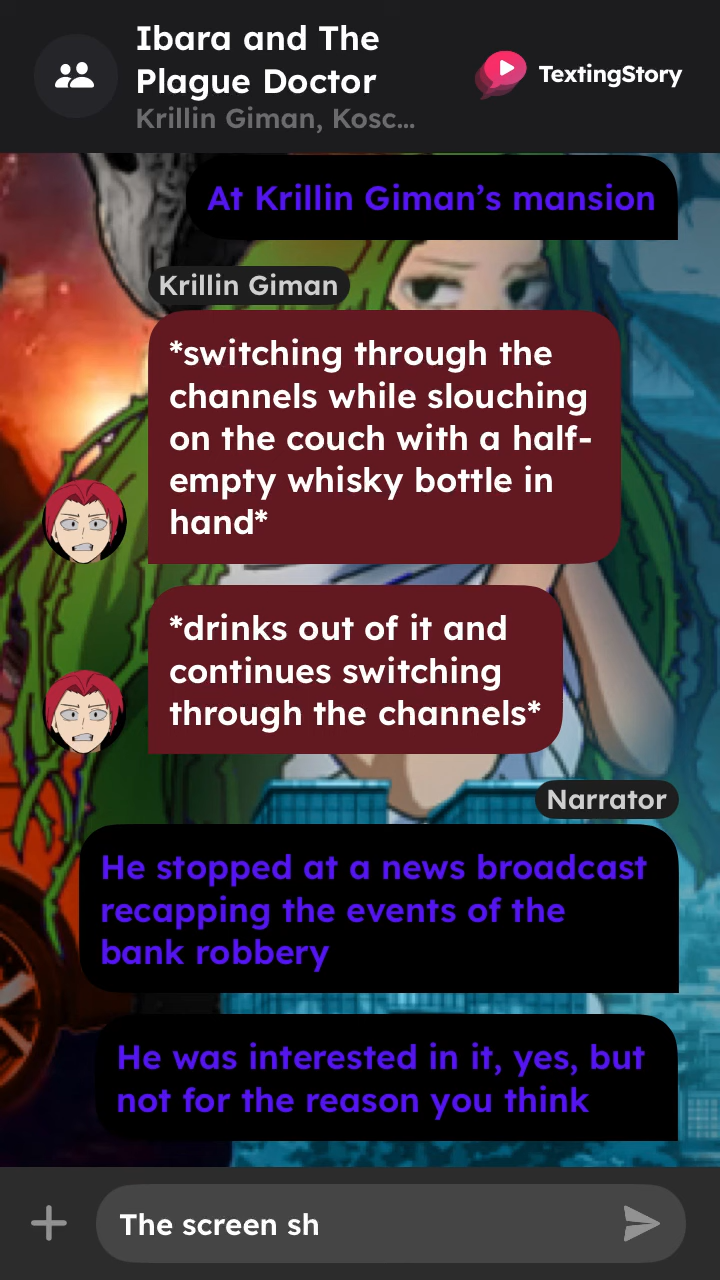 Ibara and The
Plague Doctor
Krillin Giman, Kosc...
TextingStory
At Krillin Giman’s mansion
Krillin Giman
*switching through the
channels while slouching
on the couch with a half-
empty whisky bottle in
hand*
*drinks out of it and
continues switching
through the channels*
Narrator
He stopped at a news broadcast
recapping the events of the
bank robbery
He was interested in it, yes, but
not for the reason you think
The screen sh